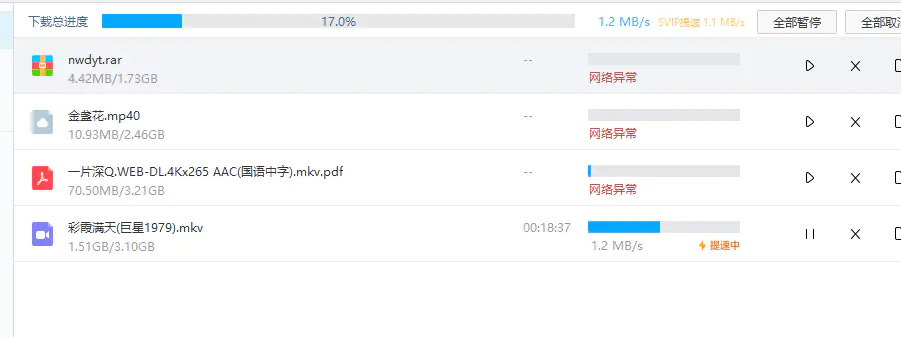 下载总进度 17.0% 1.2 MB/s SVIP提速 1.1 MB/s 全部暂停 全部取消
nwdyt.rar --
4.42MB/1.73GB 网络异常
金盏花.mp40 --
10.93MB/2.46GB 网络异常
一片深Q.WEB-DL.4Kx265 AAC(国语中字).mkv.pdf --
70.50MB/3.21GB 网络异常
彩霞满天(巨星1979).mkv 00:18:37
1.51GB/3.10GB 1.2 MB/s 提速中